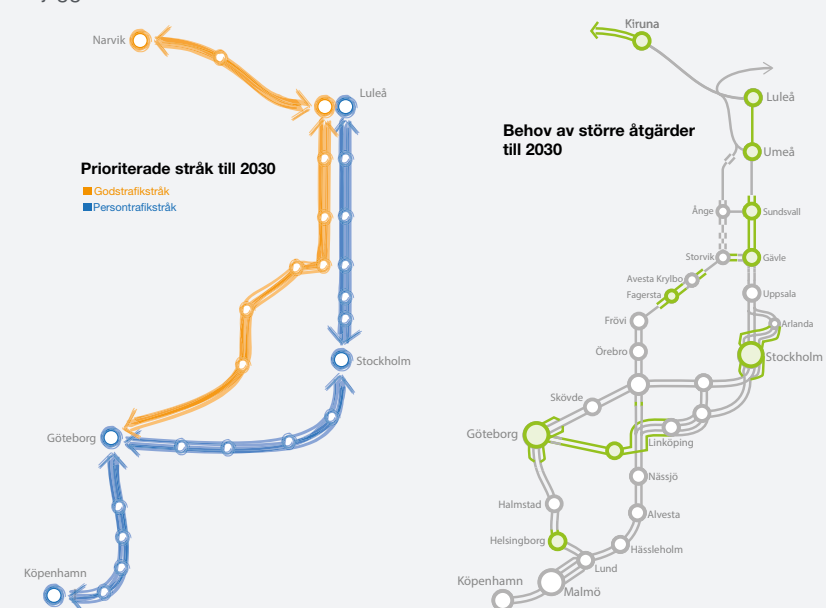 Narvik
Luleå
Prioriterade stråk till 2030
Godstrafikstråk
Persontrafikstråk
Stockholm
Göteborg
Köpenhamn
Kiruna
Luleå
Behov av större åtgärder
till 2030
Umeå
Ånge
Sundsvall
Storvik
Gävle
Avesta Krylbo
Fagersta
Uppsala
Frövi
Arlanda
Örebro
Stockholm
Skövde
Göteborg
Linköping
Nässjö
Halmstad
Alvesta
Helsingborg
Hässleholm
Lund
Köpenhamn
Malmö